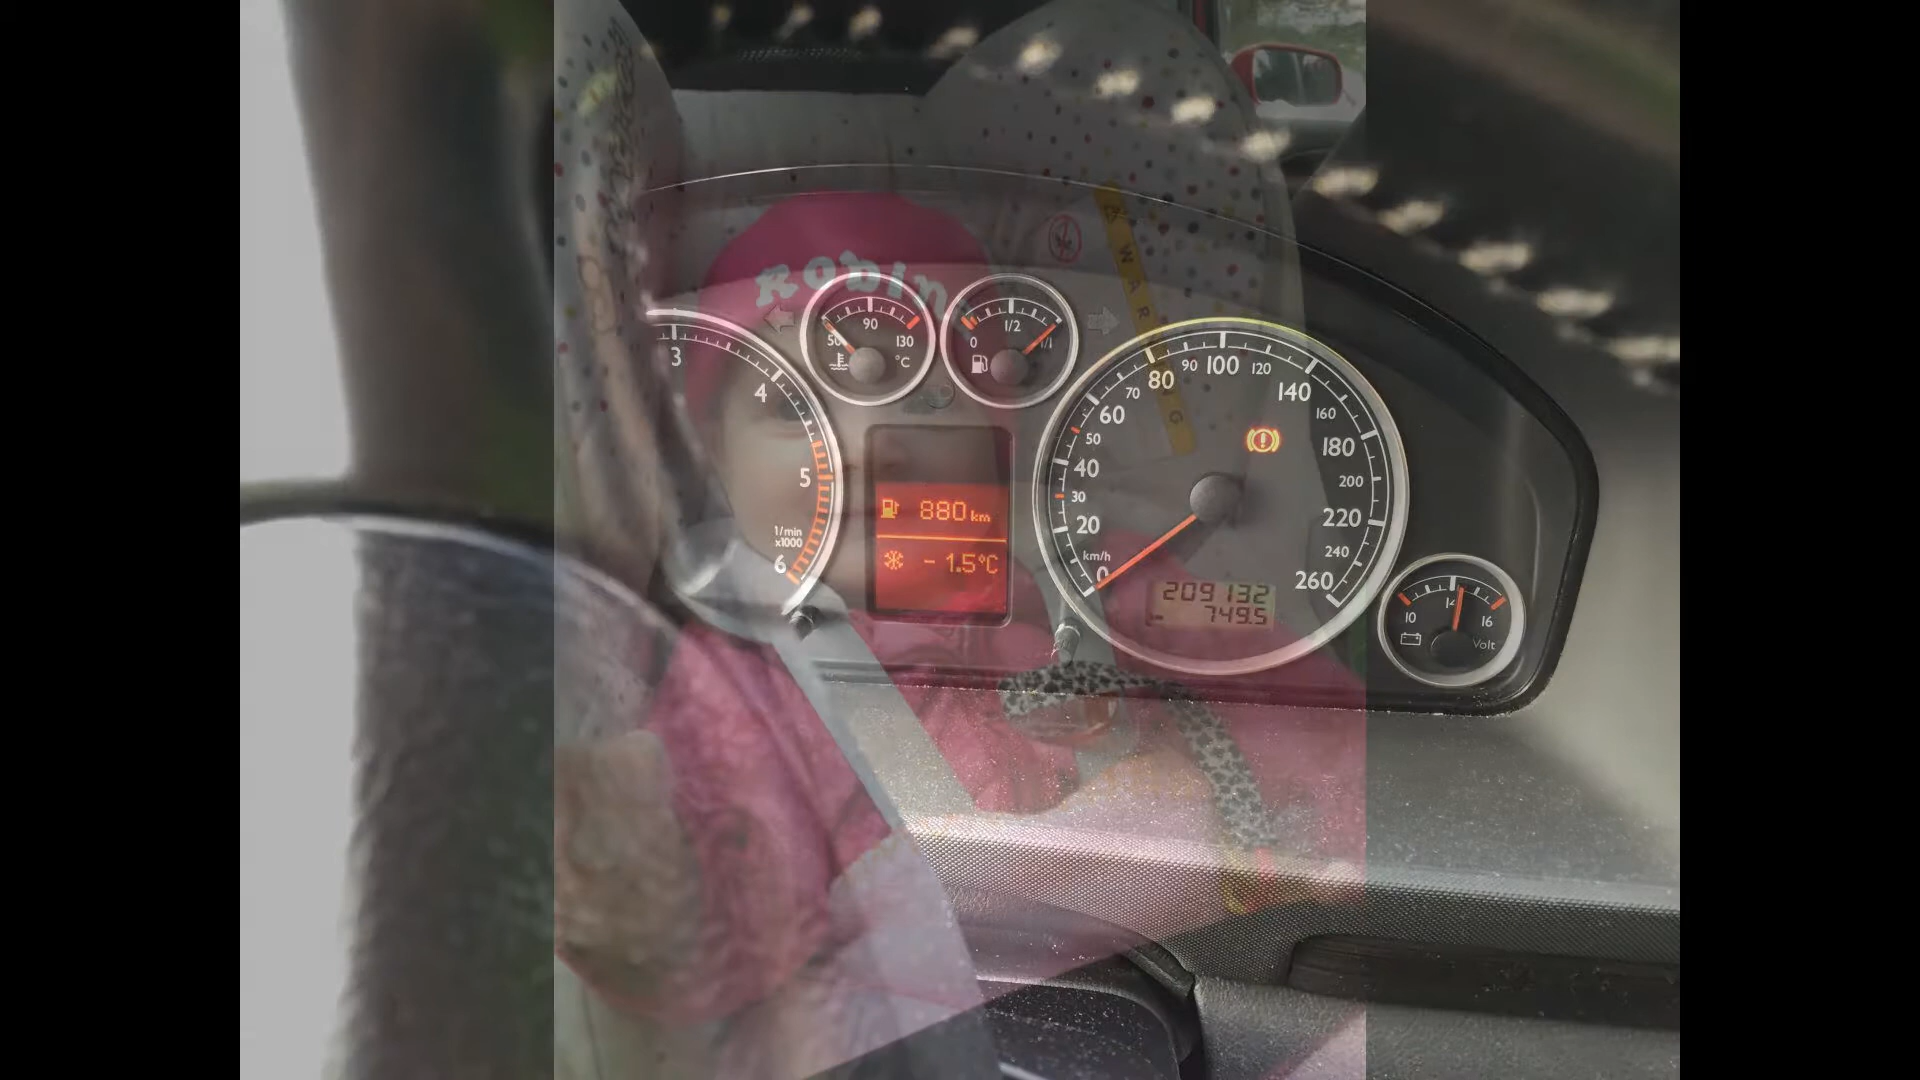 Robin
WARNING
50 90 130 °C
0 1/2 1/1
3 4 5 6
1/min
x1000
880 km
- 1.5°C
0 20 30 40 50 60 70 80 90 100 120 140 160 180 200 220 240 260
km/h
209132
749.5
10 14 16
Volt